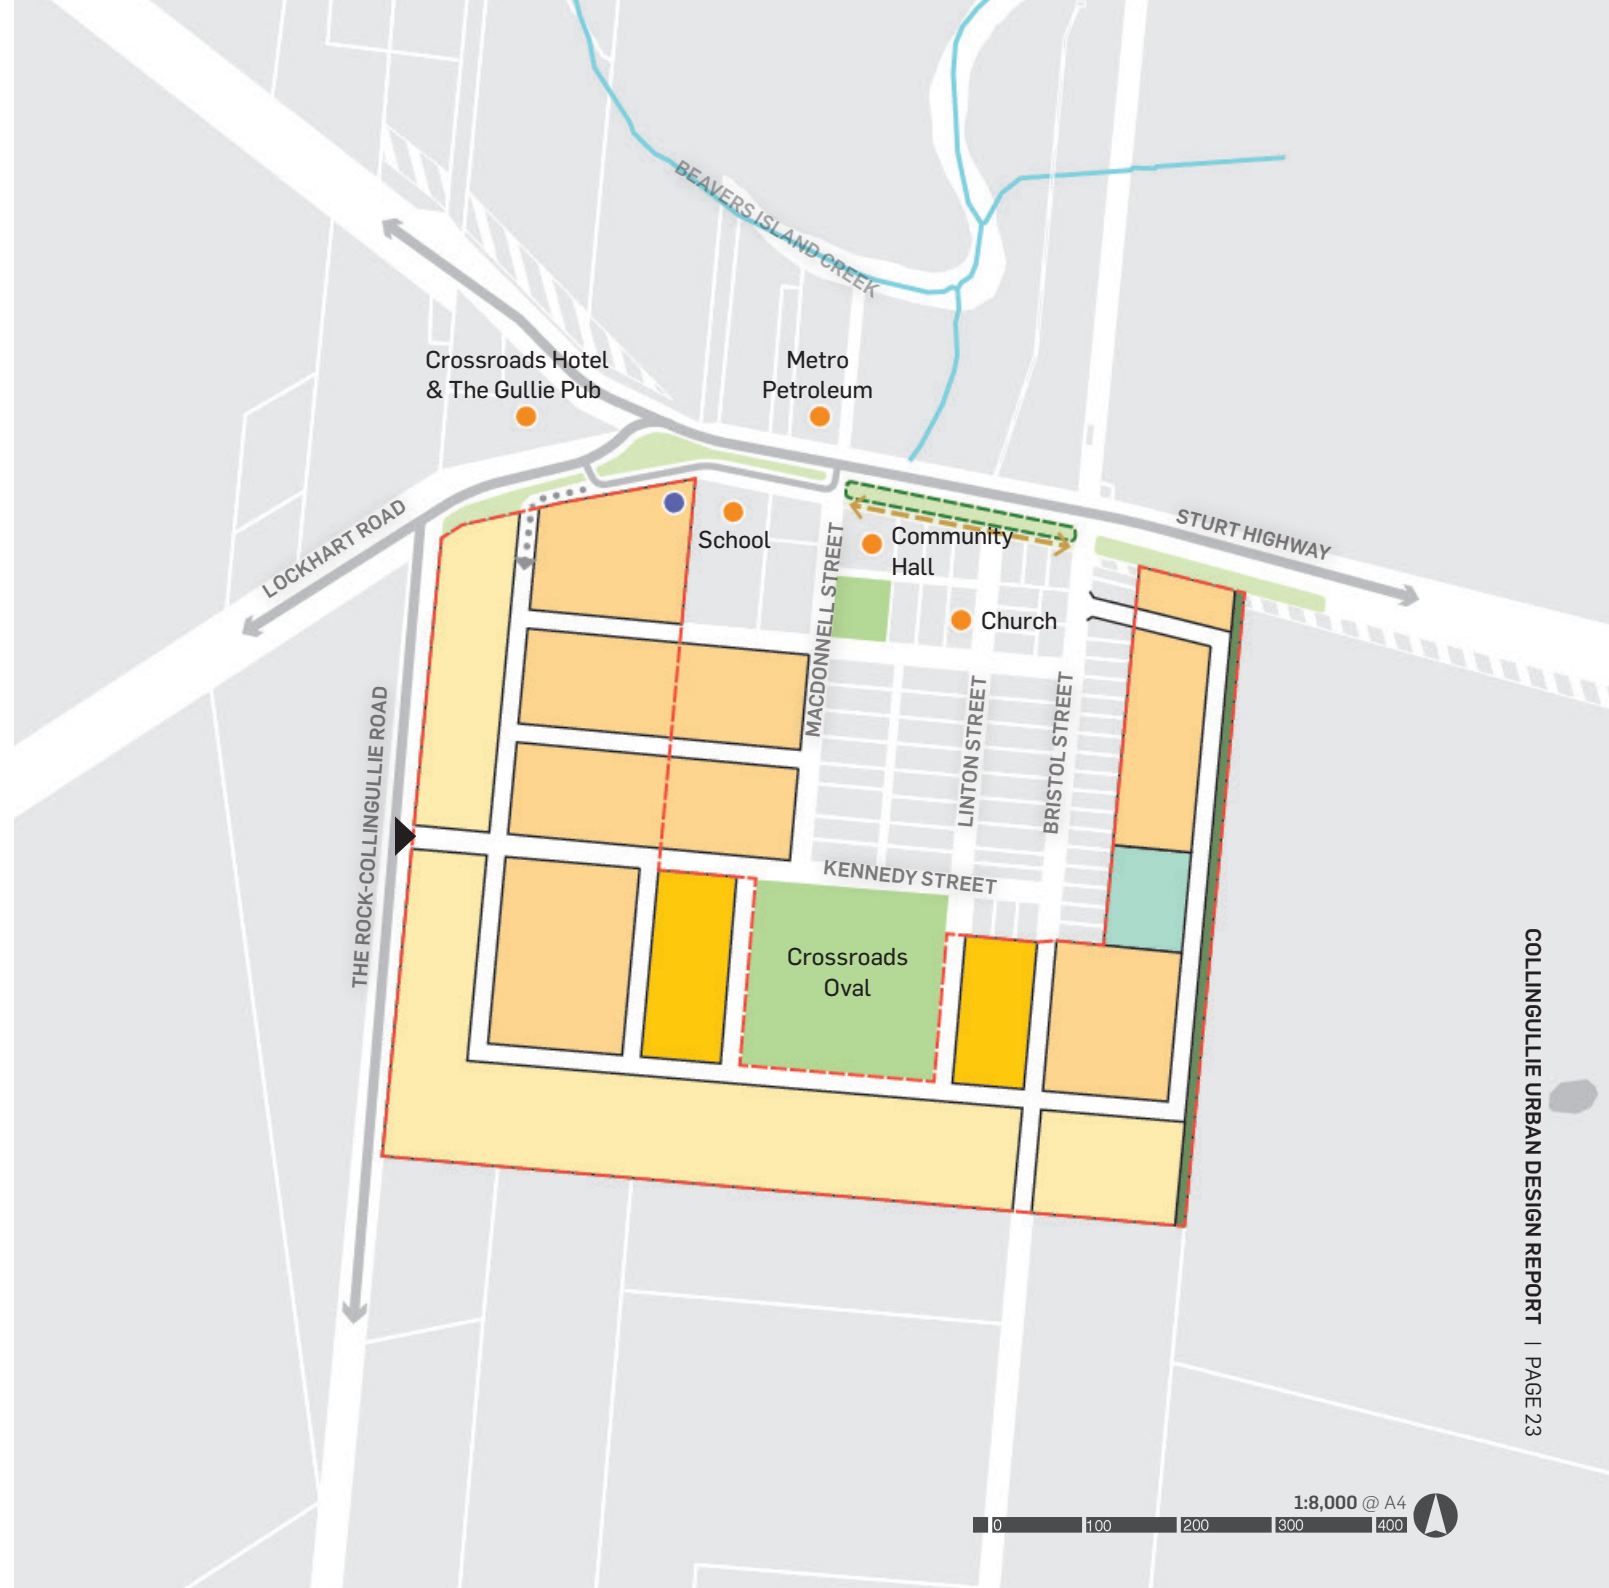 BEAVERS ISLAND CREEK
Crossroads Hotel
& The Gullie Pub
Metro
Petroleum
LOCKHART ROAD
School
MACDONNELL STREET
Community
Hall
STURT HIGHWAY
Church
THE ROCK-COLLINGULLIE ROAD
LINTON STREET
BRISTOL STREET
KENNEDY STREET
Crossroads
Oval
COLLINGULLIE URBAN DESIGN REPORT | PAGE 23
1:8,000 @ A4
0 100 200 300 400